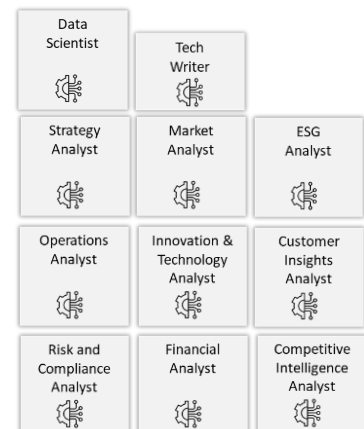 Data
Scientist
Tech
Writer
Strategy
Analyst
Market
Analyst
ESG
Analyst
Operations
Analyst
Innovation &
Technology
Analyst
Customer
Insights
Analyst
Risk and
Compliance
Analyst
Financial
Analyst
Competitive
Intelligence
Analyst